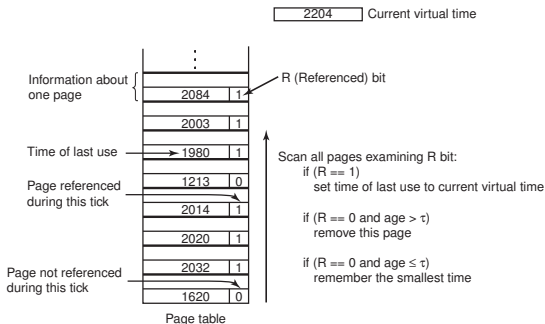 2204 Current virtual time
Information about
one page
R (Referenced) bit
2084 1
2003 1
Time of last use
1980 1
1213 0
Page referenced
during this tick
2014 1
2020 1
2032 1
Page not referenced
during this tick
1620 0
Page table
Scan all pages examining R bit:
if (R == 1)
set time of last use to current virtual time
if (R == 0 and age > τ)
remove this page
if (R == 0 and age ≤ τ)
remember the smallest time